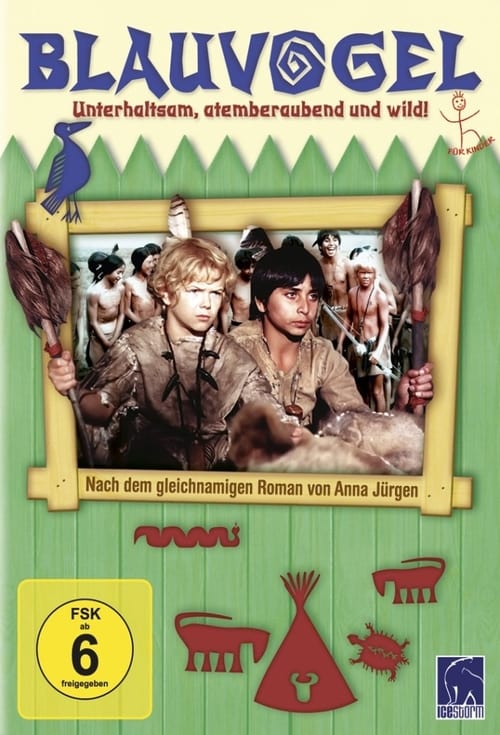 BLAUVOGEL
Unterhaltsam, atemberaubend und wild!
FÜR KINDER
Nach dem gleichnamigen Roman von Anna Jürgen
FSK
ab
6
freigegeben
ICESTORM